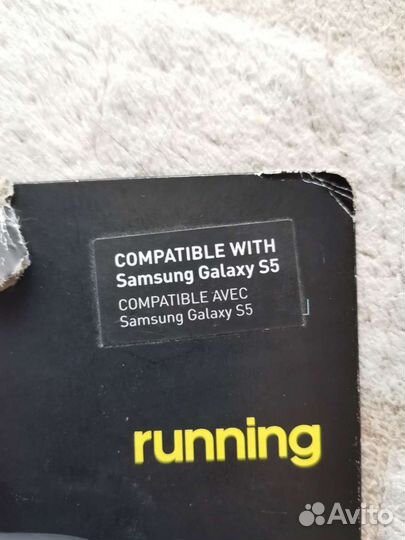 COMPATIBLE WITH
Samsung Galaxy S5
COMPATIBLE AVEC
Samsung Galaxy S5
running
Avito